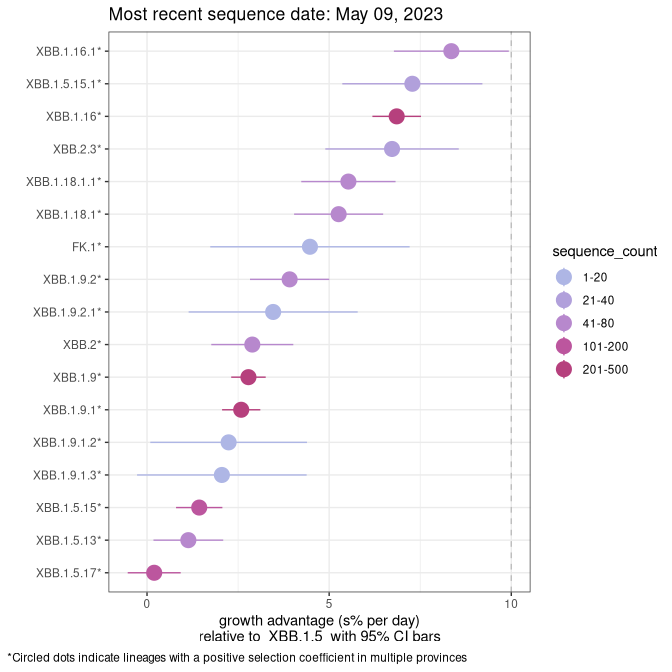 Most recent sequence date: May 09, 2023
XBB.1.16.1*
XBB.1.5.15.1*
XBB.1.16*
XBB.2.3*
XBB.1.18.1.1*
XBB.1.18.1*
FK.1*
XBB.1.9.2*
XBB.1.9.2.1*
XBB.2*
XBB.1.9*
XBB.1.9.1*
XBB.1.9.1.2*
XBB.1.9.1.3*
XBB.1.5.15*
XBB.1.5.13*
XBB.1.5.17*
0 5 10
growth advantage (s% per day)
relative to XBB.1.5 with 95% CI bars
sequence_count
1-20
21-40
41-80
101-200
201-500
*Circled dots indicate lineages with a positive selection coefficient in multiple provinces